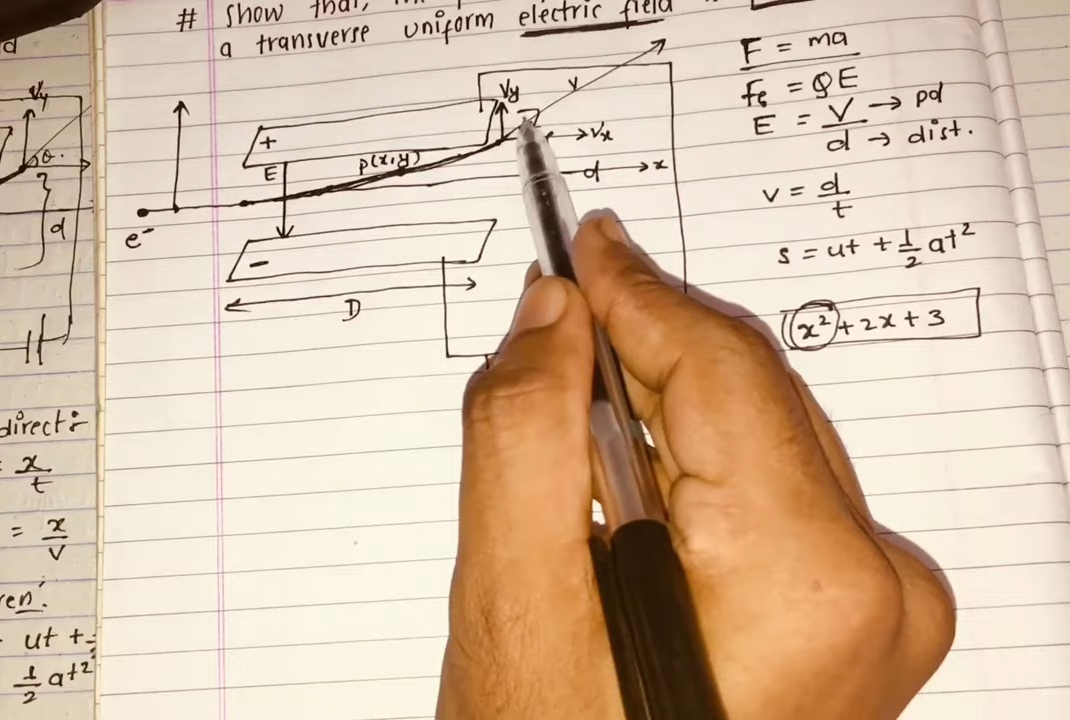 # Show that,
a transverse uniform electric field
F = ma
fe = QE
E = V/d → pd
→ dist.
v = d/t
s = ut + 1/2 at²
x² + 2x + 3
Vy
V
+
E
p(x,y)
→ Vx
d → x
e⁻
-
D
d
Vy
θ
d
direct:
= x/t
= x/v
ut +
1/2 at²